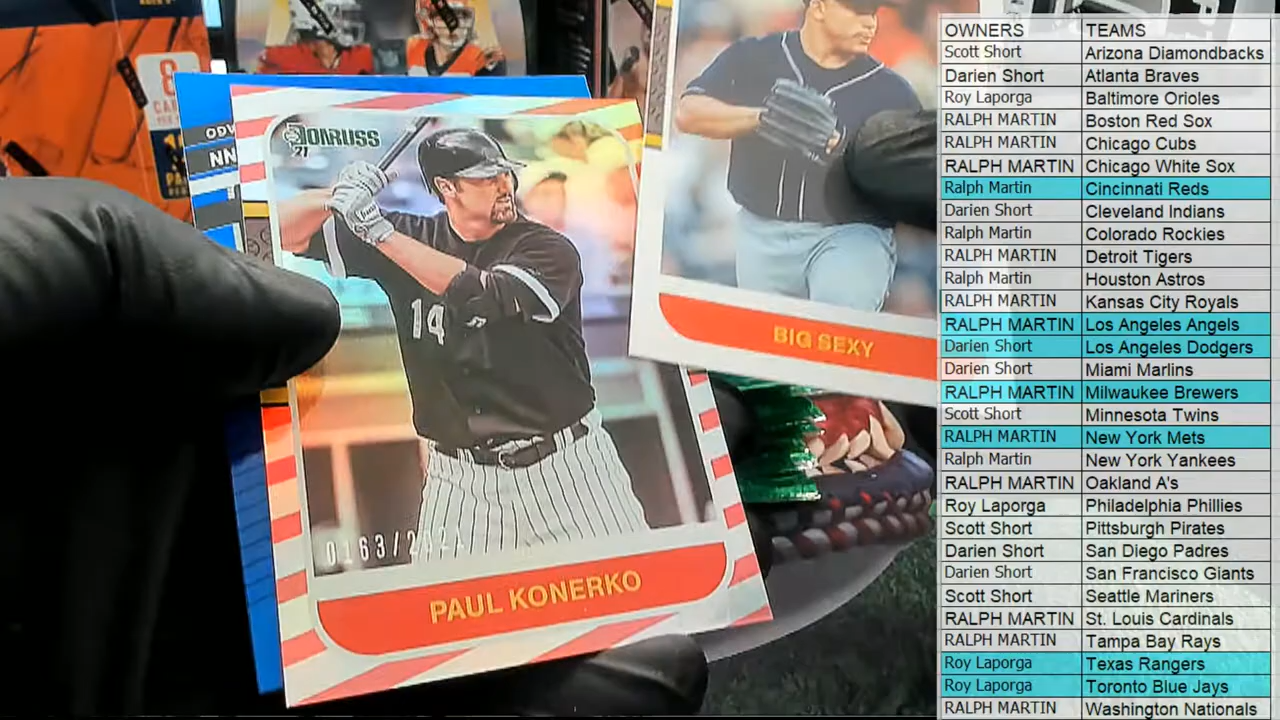 DONRUSS
'21
14
PAUL KONERKO
BIG SEXY
OWNERS TEAMS
Scott Short Arizona Diamondbacks
Darien Short Atlanta Braves
Roy Laporga Baltimore Orioles
RALPH MARTIN Boston Red Sox
RALPH MARTIN Chicago Cubs
RALPH MARTIN Chicago White Sox
Ralph Martin Cincinnati Reds
Darien Short Cleveland Indians
Ralph Martin Colorado Rockies
RALPH MARTIN Detroit Tigers
Ralph Martin Houston Astros
RALPH MARTIN Kansas City Royals
RALPH MARTIN Los Angeles Angels
Darien Short Los Angeles Dodgers
Darien Short Miami Marlins
RALPH MARTIN Milwaukee Brewers
Scott Short Minnesota Twins
RALPH MARTIN New York Mets
Ralph Martin New York Yankees
RALPH MARTIN Oakland A's
Roy Laporga Philadelphia Phillies
Scott Short Pittsburgh Pirates
Darien Short San Diego Padres
Darien Short San Francisco Giants
Scott Short Seattle Mariners
RALPH MARTIN St. Louis Cardinals
RALPH MARTIN Tampa Bay Rays
Roy Laporga Texas Rangers
Roy Laporga Toronto Blue Jays
RALPH MARTIN Washington Nationals